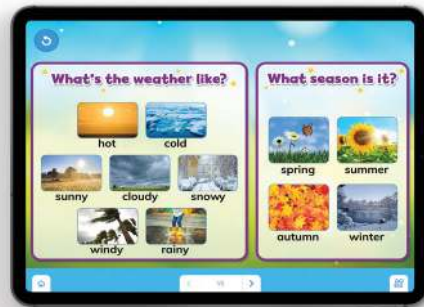 What's the weather like?
hot cold
sunny cloudy snowy
windy rainy
What season is it?
spring summer
autumn winter